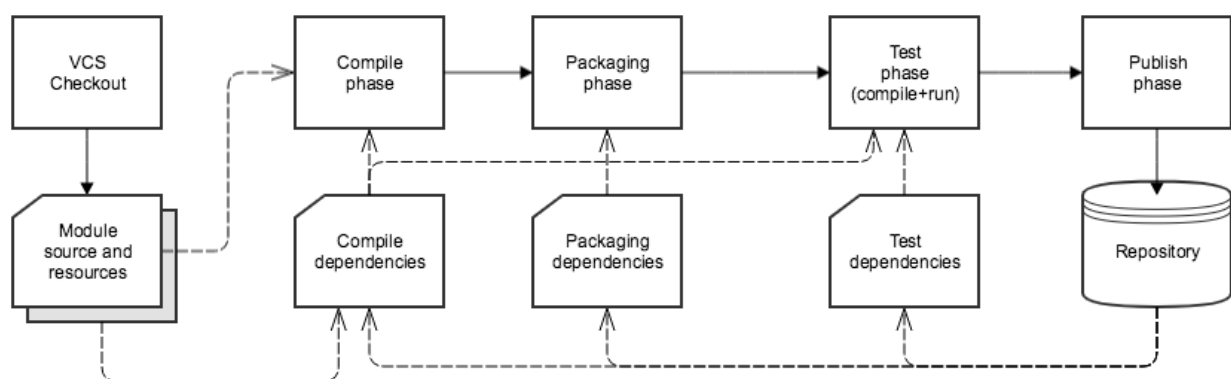 VCS
Checkout
Compile
phase
Packaging
phase
Test
phase
(compile+run)
Publish
phase
Module
source and
resources
Compile
dependencies
Packaging
dependencies
Test
dependencies
Repository